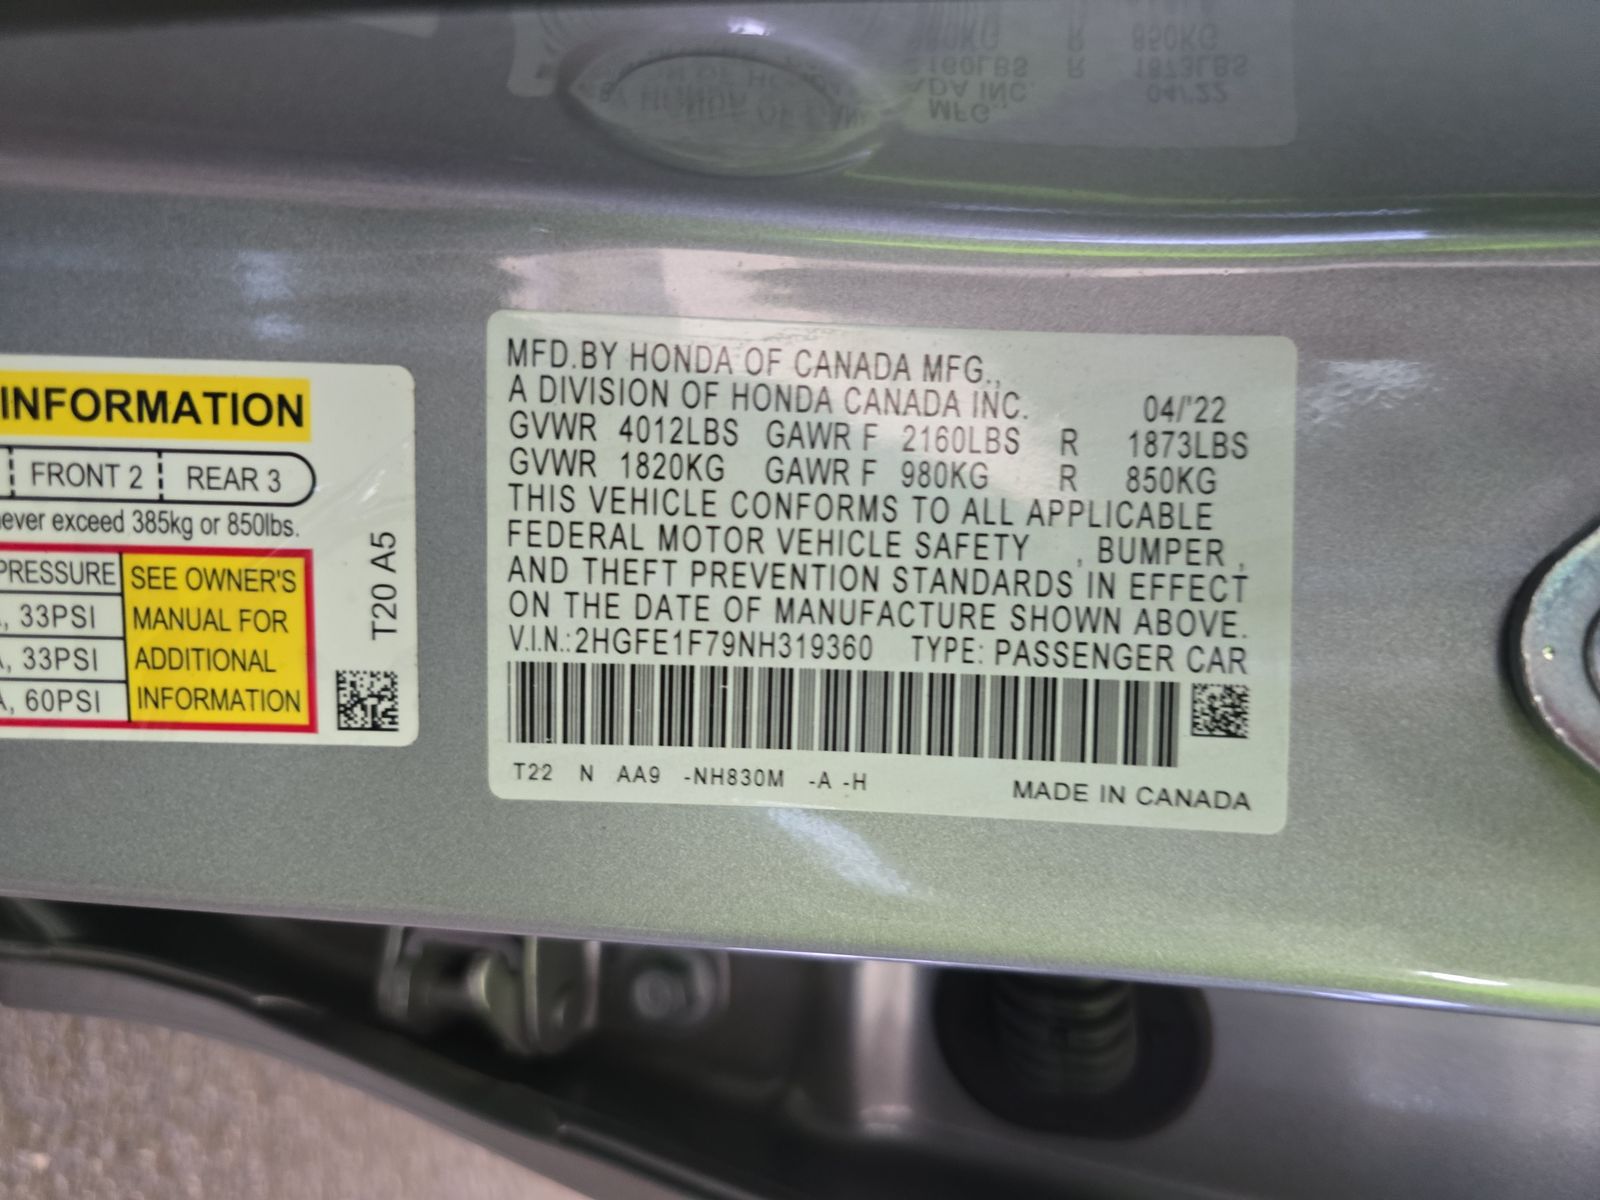 INFORMATION
FRONT 2
REAR 3
never exceed 385kg or 850lbs.
PRESSURE
, 33PSI
A, 33PSI
A, 60PSI
SEE OWNER'S
MANUAL FOR
ADDITIONAL
INFORMATION
T20 A5
MFD.BY HONDA OF CANADA MFG.,
A DIVISION OF HONDA CANADA INC. 04/'22
GVWR 4012LBS GAWR F 2160LBS R 1873LBS
GVWR 1820KG GAWR F 980KG R 850KG
THIS VEHICLE CONFORMS TO ALL APPLICABLE
FEDERAL MOTOR VEHICLE SAFETY , BUMPER ,
AND THEFT PREVENTION STANDARDS IN EFFECT
ON THE DATE OF MANUFACTURE SHOWN ABOVE.
V.I.N.:2HGFE1F79NH319360 TYPE: PASSENGER CAR
T22 N AA9 -NH830M -A -H MADE IN CANADA